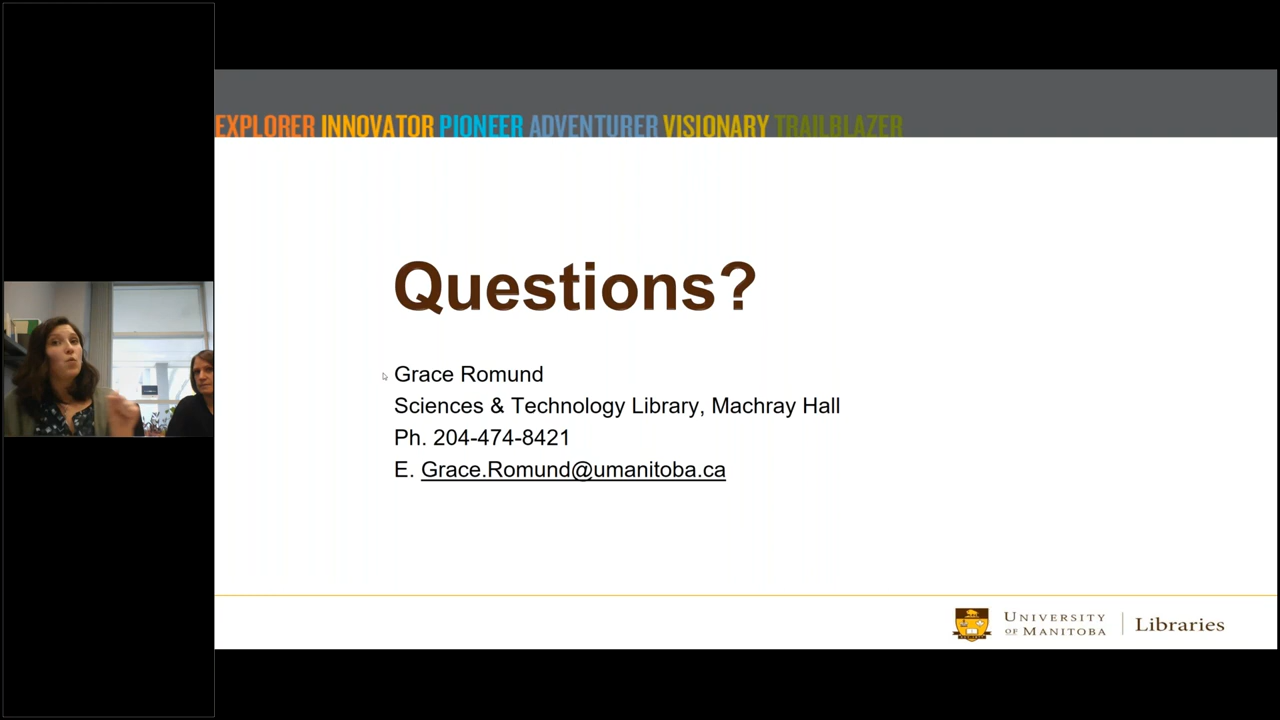 EXPLORER INNOVATOR PIONEER ADVENTURER VISIONARY TRAILBLAZER
Questions?
Grace Romund
Sciences & Technology Library, Machray Hall
Ph. 204-474-8421
E. Grace.Romund@umanitoba.ca
UNIVERSITY
OF MANITOBA
Libraries